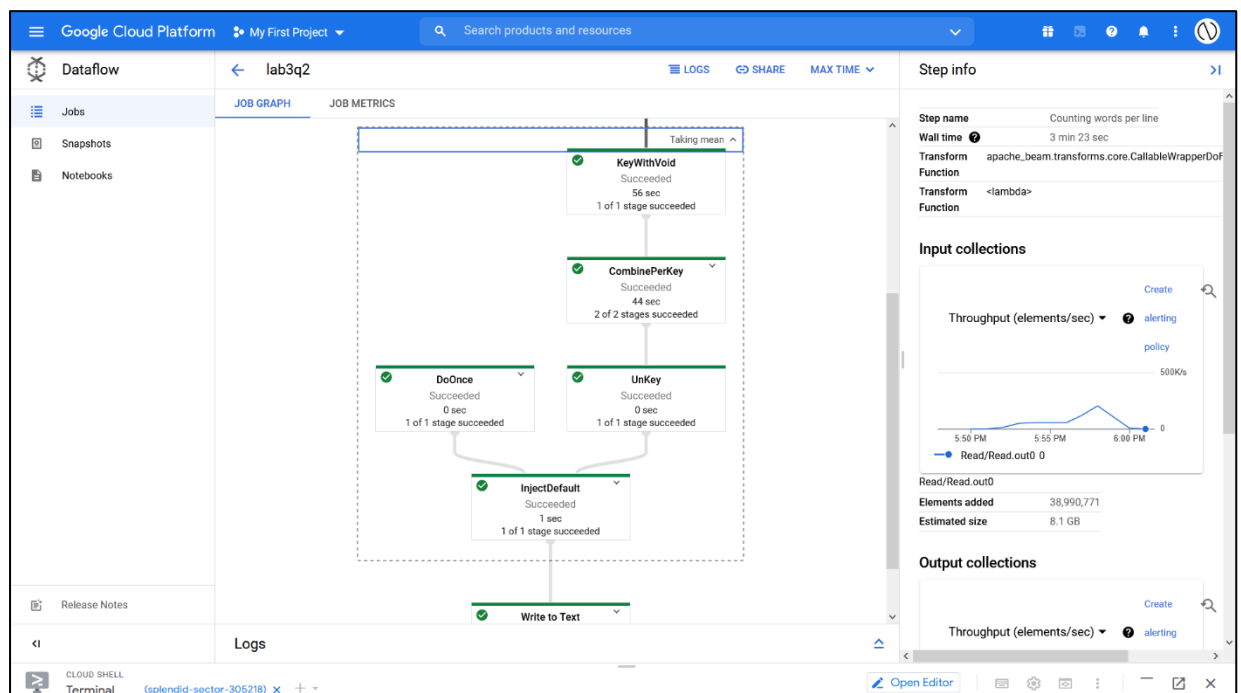 Google Cloud Platform
My First Project
Search products and resources
Dataflow
lab3q2
LOGS
SHARE
MAX TIME
Step info
Jobs
Snapshots
Notebooks
Release Notes
JOB GRAPH
JOB METRICS
Taking mean
KeyWithVoid
Succeeded
56 sec
1 of 1 stage succeeded
CombinePerKey
Succeeded
44 sec
2 of 2 stages succeeded
DoOnce
Succeeded
0 sec
1 of 1 stage succeeded
UnKey
Succeeded
0 sec
1 of 1 stage succeeded
InjectDefault
Succeeded
1 sec
1 of 1 stage succeeded
Write to Text
Logs
Step name Counting words per line
Wall time 3 min 23 sec
Transform Function apache_beam.transforms.core.CallableWrapperDoF
Transform Function <lambda>
Input collections
Create
alerting
policy
Throughput (elements/sec)
500K/s
0
5:50 PM 5:55 PM 6:00 PM
Read/Read.out0 0
Read/Read.out0
Elements added 38,990,771
Estimated size 8.1 GB
Output collections
Create
Throughput (elements/sec) alerting
CLOUD SHELL
Terminal (splendid-sector-305218)
Open Editor